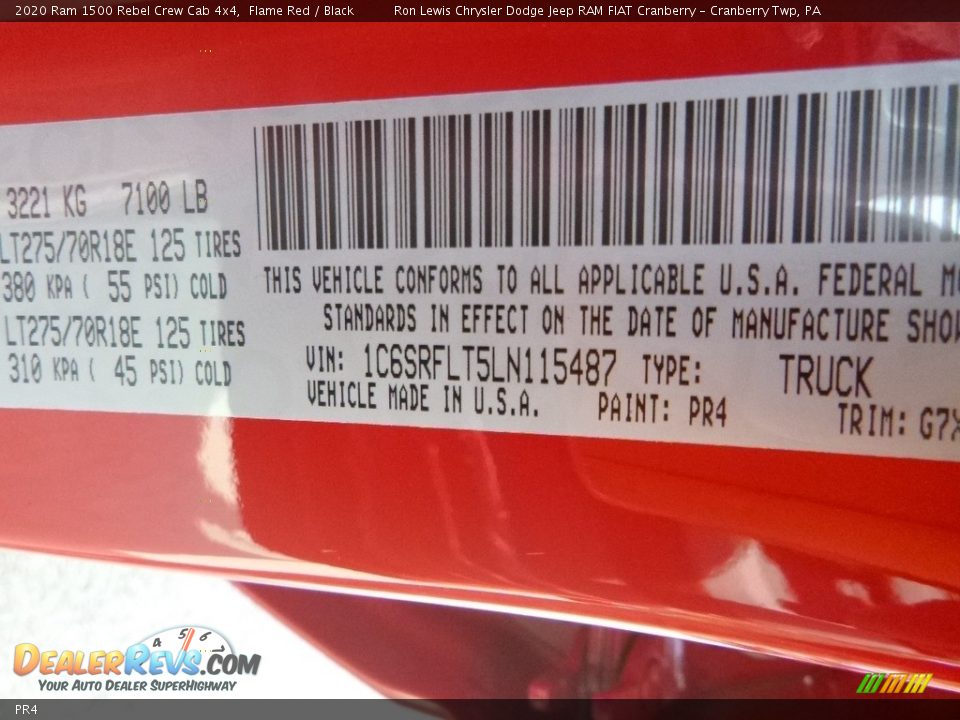 2020 Ram 1500 Rebel Crew Cab 4x4,  Flame Red / Black          Ron Lewis Chrysler Dodge Jeep RAM FIAT Cranberry – Cranberry Twp, PA
3221 KG   7100 LB
LT275/70R18E 125 TIRES
380 KPA ( 55 PSI) COLD
LT275/70R18E 125 TIRES
310 KPA ( 45 PSI) COLD
THIS VEHICLE CONFORMS TO ALL APPLICABLE U.S.A. FEDERAL
STANDARDS IN EFFECT ON THE DATE OF MANUFACTURE
VIN: 1C6SRFLT5LN115487 TYPE: TRUCK
VEHICLE MADE IN U.S.A. PAINT: PR4 TRIM:
4 5 6
DEALERREVS.COM
YOUR AUTO DEALER SUPERHIGHWAY
PR4